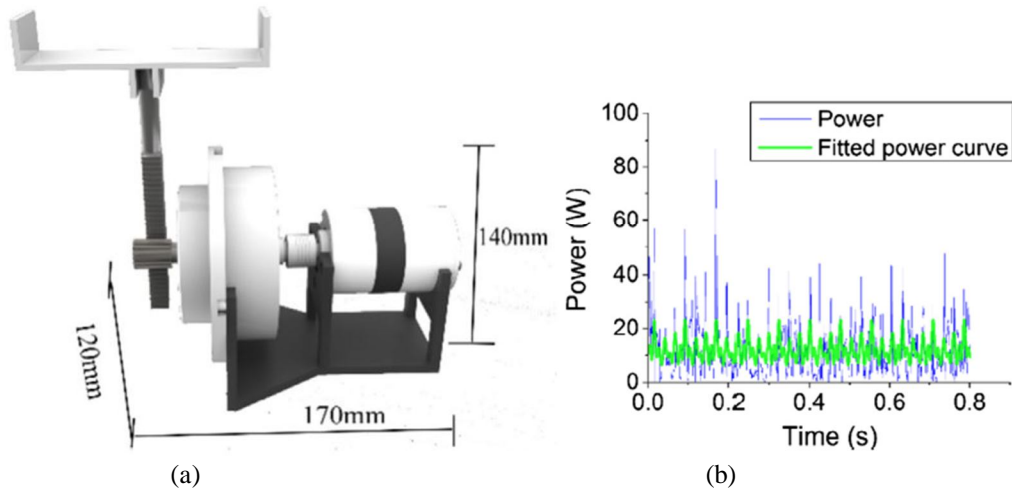 140mm
120mm
170mm
(a)
100
80
60
40
20
0
Power (W)
Power
Fitted power curve
0.0 0.2 0.4 0.6 0.8
Time (s)
(b)